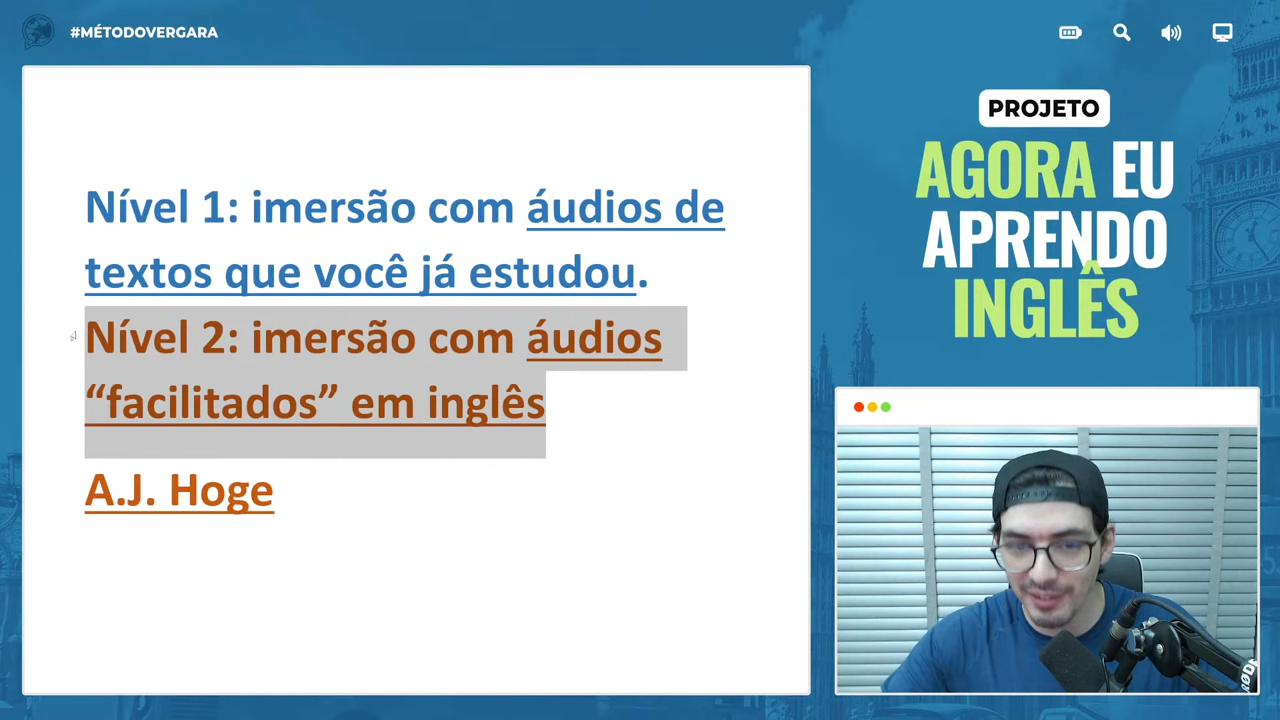 #MÉTODOVERGARA
Nível 1: imersão com áudios de
textos que você já estudou.
Nível 2: imersão com áudios
“facilitados” em inglês
A.J. Hoge
PROJETO
AGORA EU
APRENDO
INGLÊS